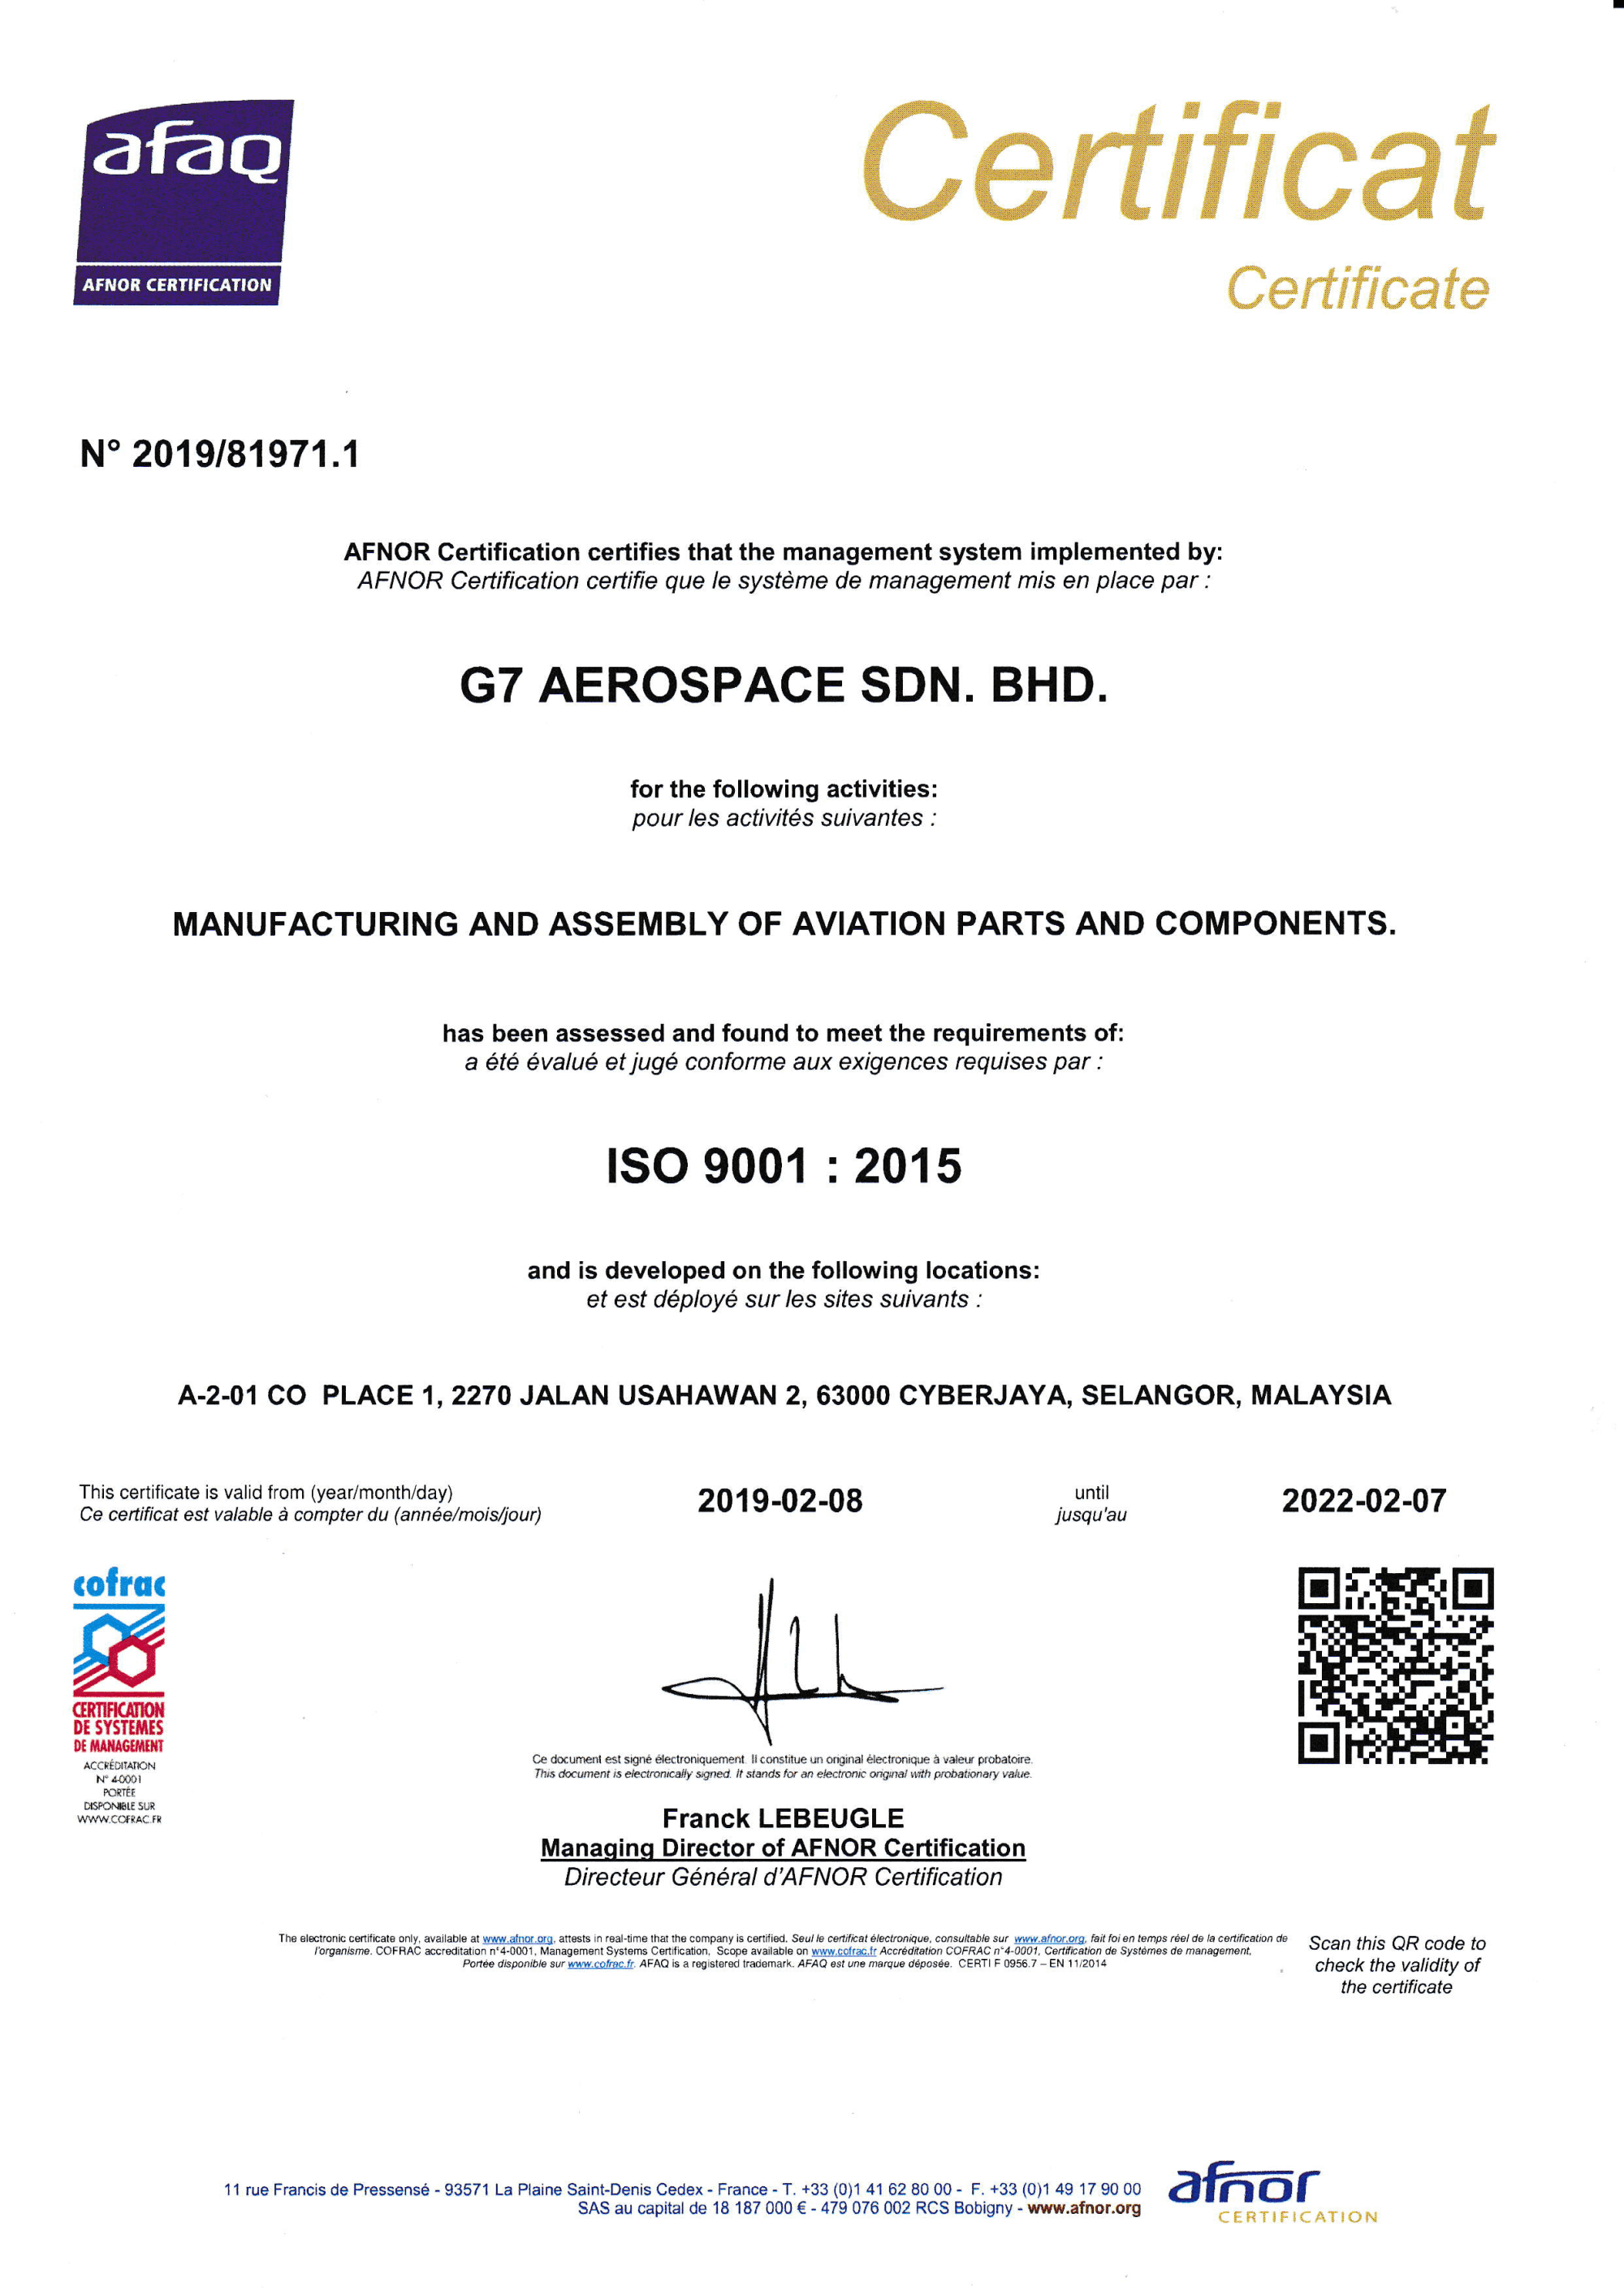 afaq
AFNOR CERTIFICATION
Certificat
Certificate
N° 2019/81971.1
AFNOR Certification certifies that the management system implemented by:
AFNOR Certification certifie que le système de management mis en place par :
G7 AEROSPACE SDN. BHD.
for the following activities:
pour les activités suivantes :
MANUFACTURING AND ASSEMBLY OF AVIATION PARTS AND COMPONENTS.
has been assessed and found to meet the requirements of:
a été évalué et jugé conforme aux exigences requises par :
ISO 9001 : 2015
and is developed on the following locations:
et est déployé sur les sites suivants :
A-2-01 CO PLACE 1, 2270 JALAN USAHAWAN 2, 63000 CYBERJAYA, SELANGOR, MALAYSIA
This certificate is valid from (year/month/day) 2019-02-08 until 2022-02-07
Ce certificat est valable à compter du (année/mois/jour) jusqu'au
cofrac
CERTIFICATION
DE SYSTEMES
DE MANAGEMENT
ACCRÉDITATION
N° 4-0001
PORTÉE
DISPONIBLE SUR
WWW.COFRAC.FR
Ce document est signé électroniquement. Il constitue un original électronique à valeur probatoire.
This document is electronically signed. It stands for an electronic original with probationary value.
Franck LEBEUGLE
Managing Director of AFNOR Certification
Directeur Général d'AFNOR Certification
The electronic certificate only, available at www.afnor.org, attests in real-time that the company is certified. Seul le certificat électronique, consultable sur www.afnor.org, fait foi en temps réel de la certification de
l'organisme. COFRAC accreditation n°4-0001, Management Systems Certification, Scope available on www.cofrac.fr Accréditation COFRAC n°4-0001, Certification de Systèmes de management,
Portée disponible sur www.cofrac.fr. AFAQ is a registered trademark. AFAQ est une marque déposée. CERTI F 0956.7 – EN 11/2014
Scan this QR code to
check the validity of
the certificate
11 rue Francis de Pressensé - 93571 La Plaine Saint-Denis Cedex - France - T. +33 (0)1 41 62 80 00 - F. +33 (0)1 49 17 90 00
SAS au capital de 18 187 000 € - 479 076 002 RCS Bobigny - www.afnor.org
afnor
CERTIFICATION